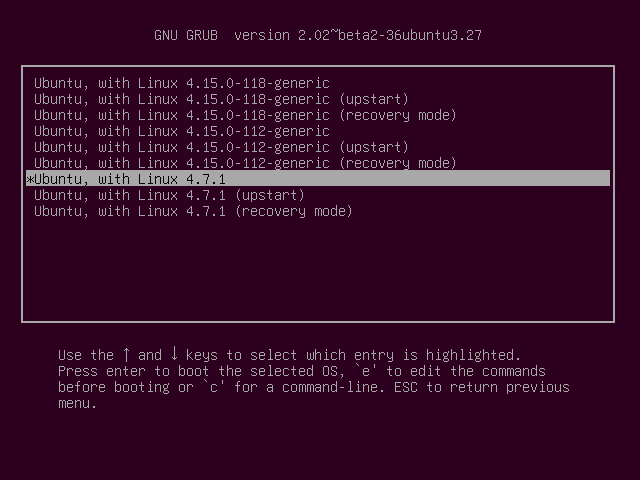 GNU GRUB  version 2.02~beta2-36ubuntu3.27
Ubuntu, with Linux 4.15.0-118-generic
Ubuntu, with Linux 4.15.0-118-generic (upstart)
Ubuntu, with Linux 4.15.0-118-generic (recovery mode)
Ubuntu, with Linux 4.15.0-112-generic
Ubuntu, with Linux 4.15.0-112-generic (upstart)
Ubuntu, with Linux 4.15.0-112-generic (recovery mode)
*Ubuntu, with Linux 4.7.1
Ubuntu, with Linux 4.7.1 (upstart)
Ubuntu, with Linux 4.7.1 (recovery mode)
Use the ↑ and ↓ keys to select which entry is highlighted.
Press enter to boot the selected OS, `e' to edit the commands
before booting or `c' for a command-line. ESC to return previous
menu.